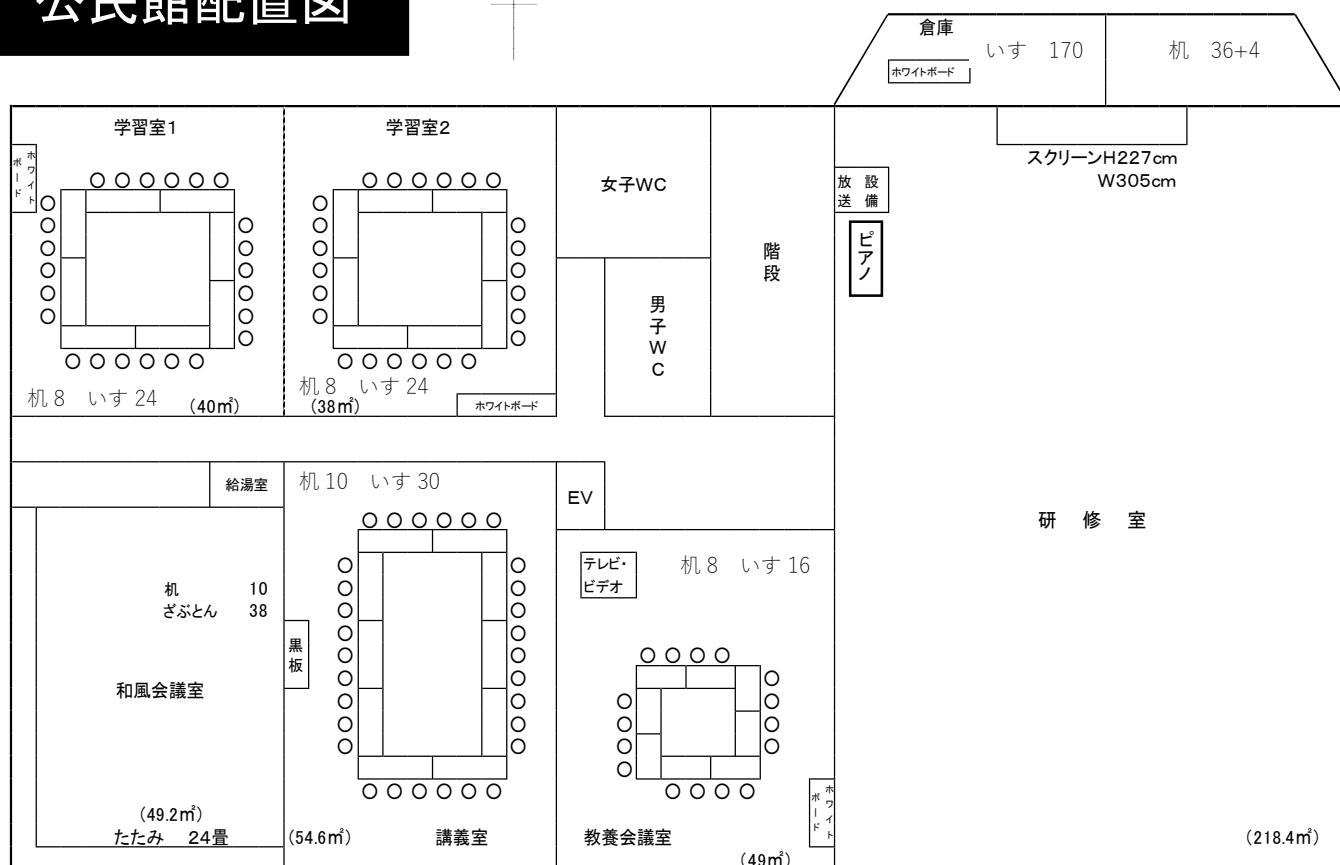 公民館配置図
倉庫
いす 170
机 36+4
ホワイトボード
学習室1
学習室2
ホワイトボード
女子WC
階段
放送設備
ピアノ
スクリーンH227cm
W305cm
男子WC
机 8 いす 24
(40㎡)
机 8 いす 24
(38㎡)
ホワイトボード
給湯室
机 10 いす 30
EV
研 修 室
テレビ・
ビデオ
机 8 いす 16
机 10
ざぶとん 38
黒板
和風会議室
(49.2㎡)
たたみ 24畳
(54.6㎡)
講義室
教養会議室
ホワイトボード
(49㎡)
(218.4㎡)